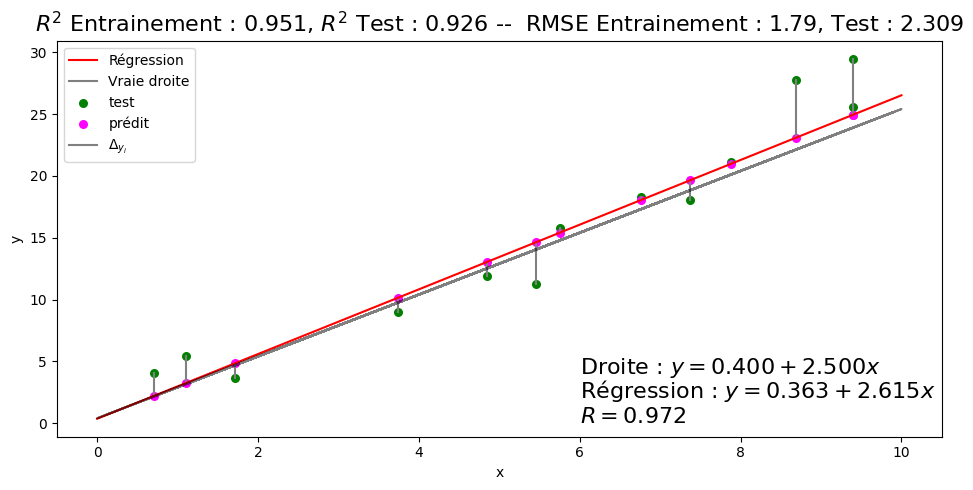 R² Entrainement : 0.951, R² Test : 0.926 --  RMSE Entrainement : 1.79, Test : 2.309
30
25
20
15
10
5
0
y
Régression
Vraie droite
test
prédit
Δ_{y_i}
Droite : y = 0.400 + 2.500x
Régression : y = 0.363 + 2.615x
R = 0.972
0 2 4 6 8 10
x